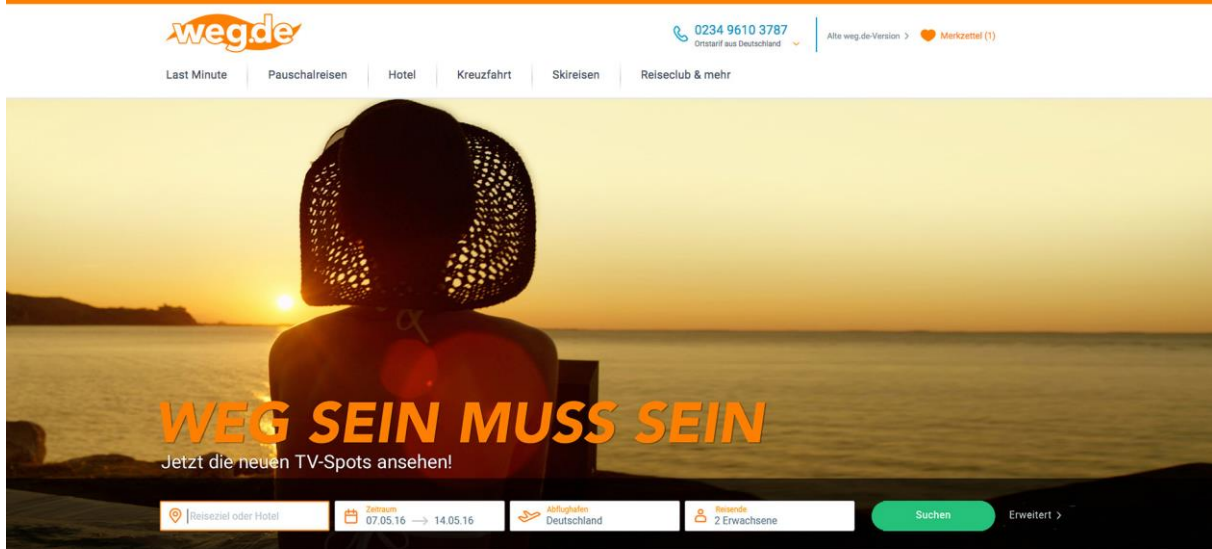 weg.de
0234 9610 3787
Ortstarif aus Deutschland
Alte weg.de-Version >
Merkzettel (1)
Last Minute
Pauschalreisen
Hotel
Kreuzfahrt
Skireisen
Reiseclub & mehr
WEG SEIN MUSS SEIN
Jetzt die neuen TV-Spots ansehen!
Reiseziel oder Hotel
Zeitraum
07.05.16 → 14.05.16
Abflughafen
Deutschland
Reisende
2 Erwachsene
Suchen
Erweitert >